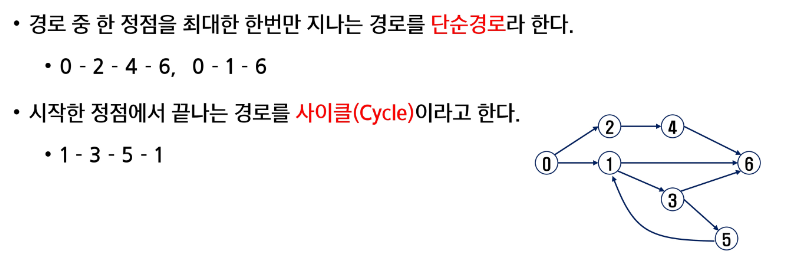 • 경로 중 한 정점을 최대한 한번만 지나는 경로를 단순경로라 한다.
• 0 - 2 - 4 - 6, 0 - 1 - 6
• 시작한 정점에서 끝나는 경로를 사이클(Cycle)이라고 한다.
• 1 - 3 - 5 - 1
2 4
0 1 6
3
5